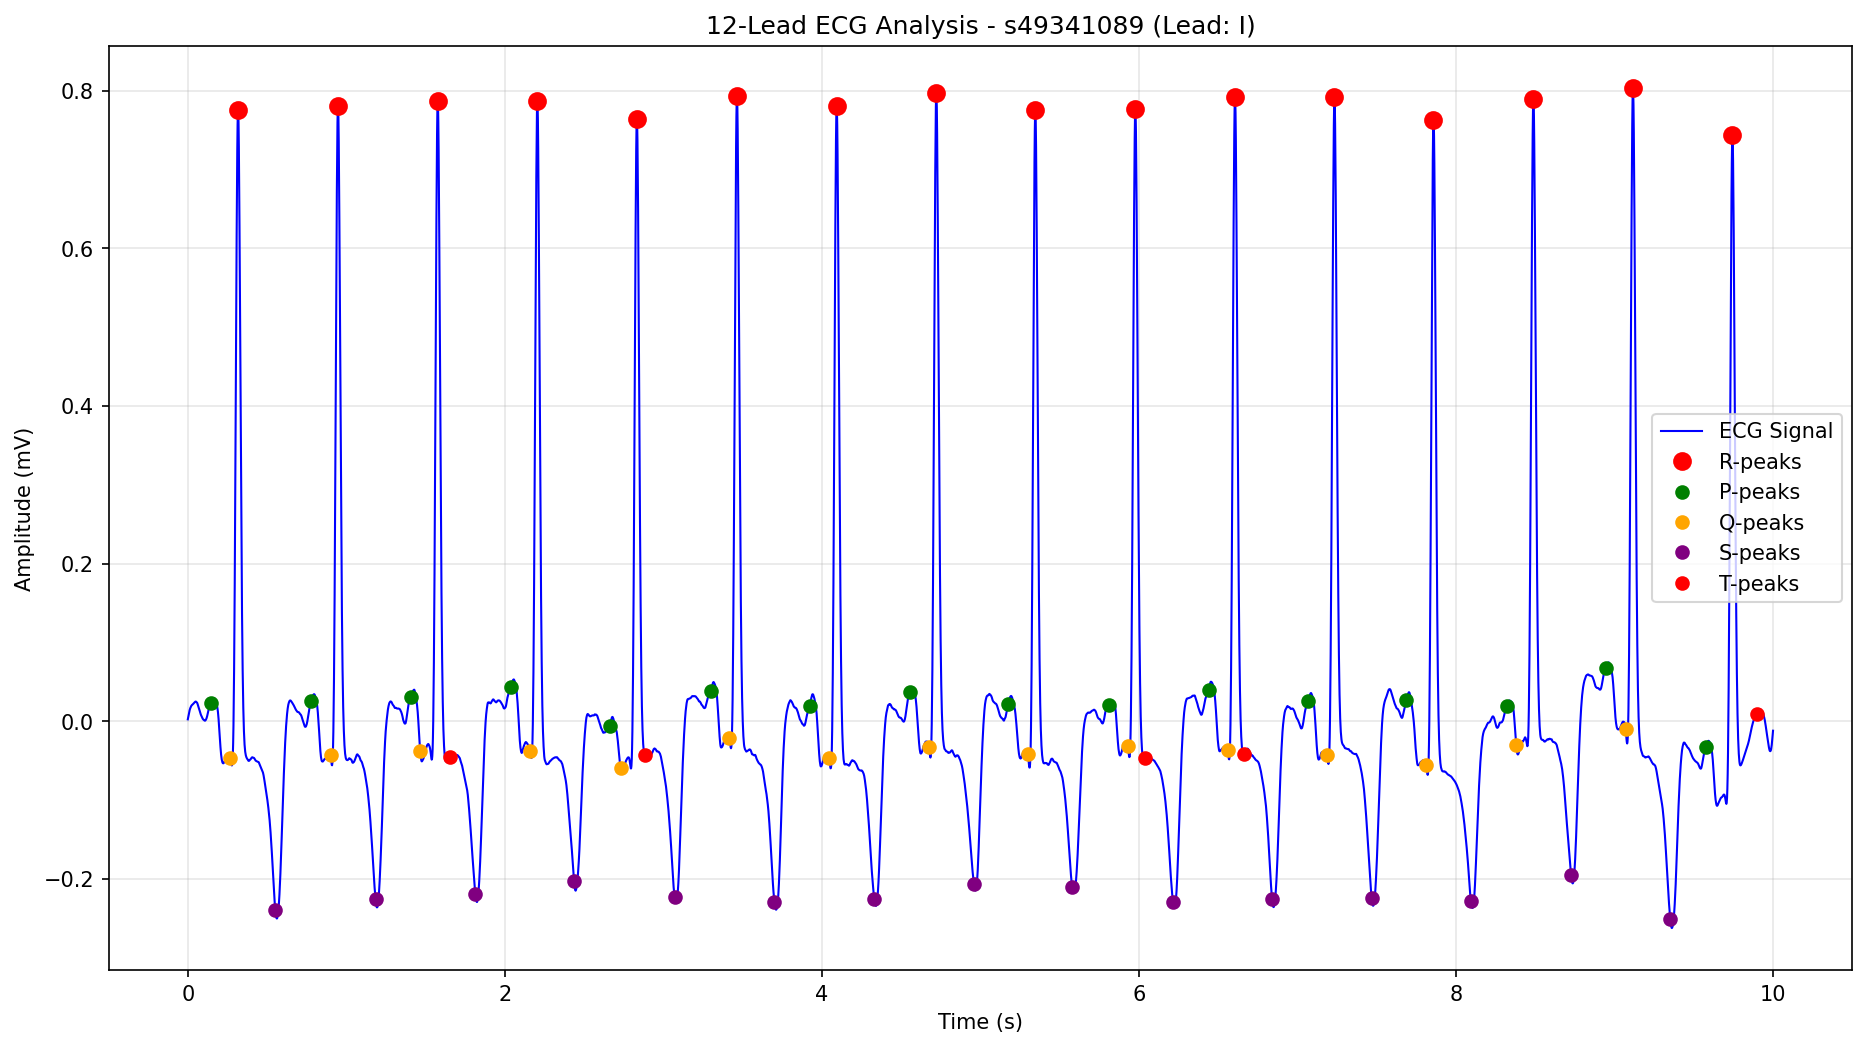 12-Lead ECG Analysis - s49341089 (Lead: I)
Amplitude (mV)
0.8
0.6
0.4
0.2
0.0
−0.2
ECG Signal
R-peaks
P-peaks
Q-peaks
S-peaks
T-peaks
0 2 4 6 8 10
Time (s)